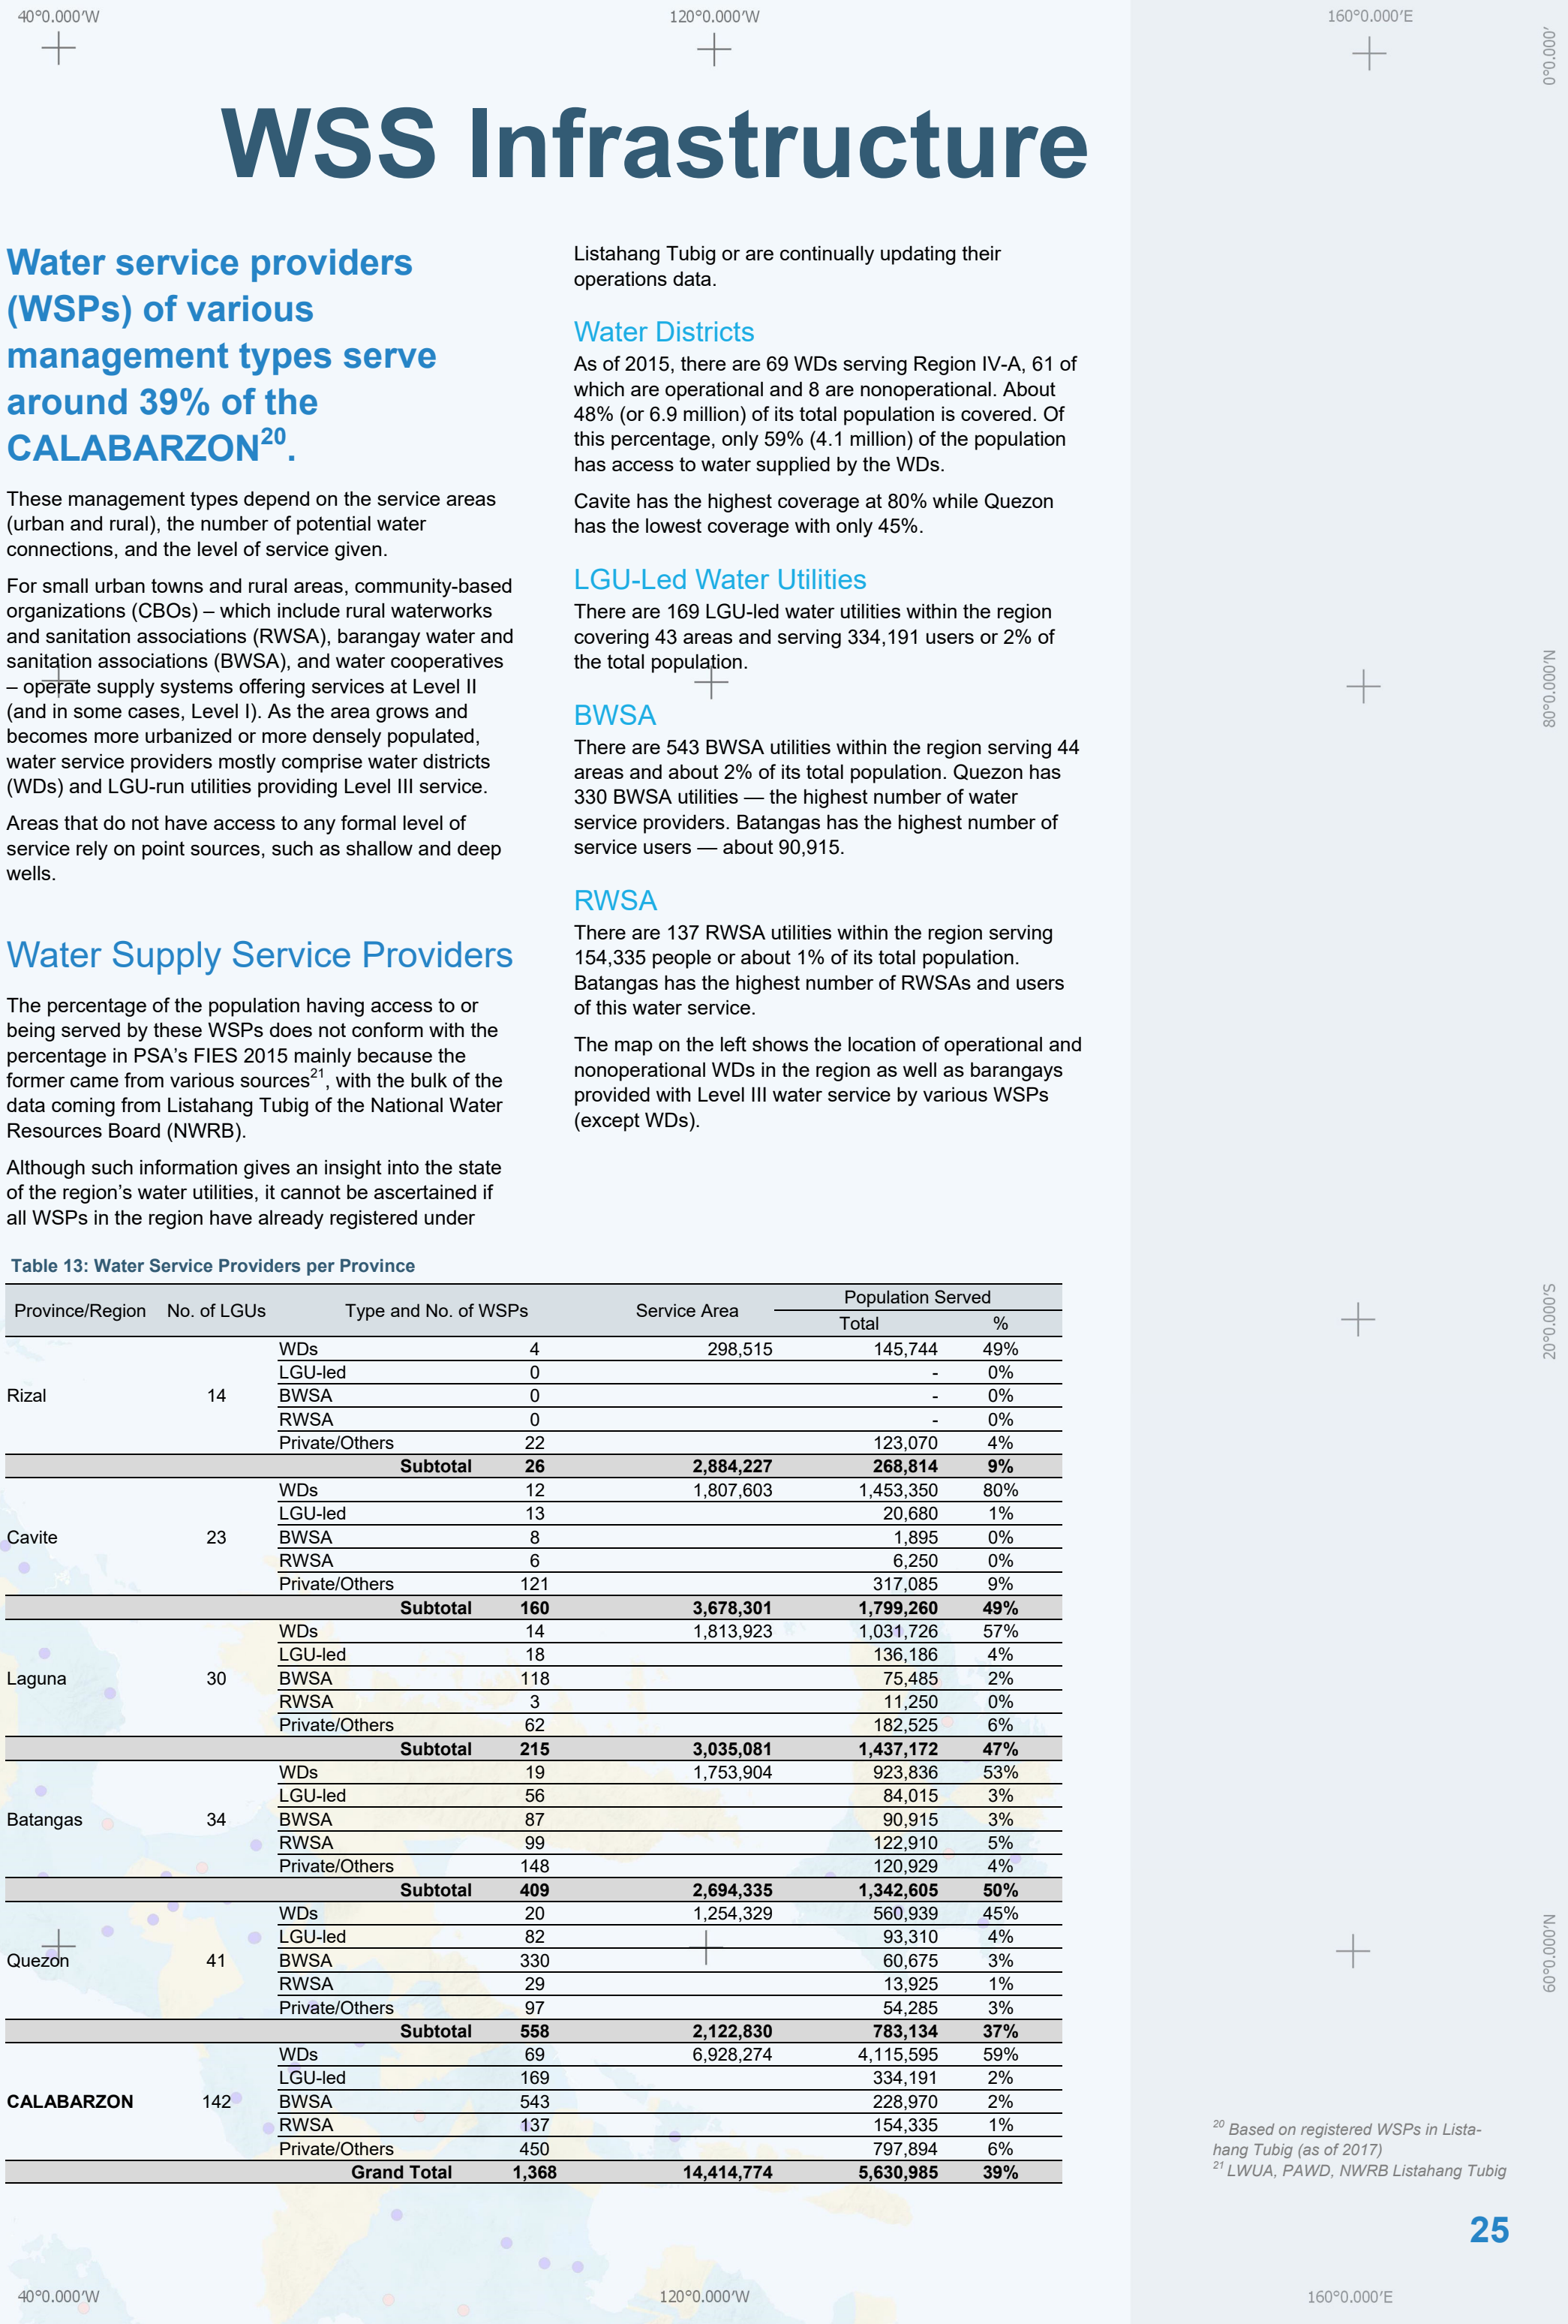 40°0.000′W
120°0.000′W
160°0.000′E
0°0.000′
WSS Infrastructure
Water service providers
(WSPs) of various
management types serve
around 39% of the
CALABARZON20.
These management types depend on the service areas
(urban and rural), the number of potential water
connections, and the level of service given.
For small urban towns and rural areas, community-based
organizations (CBOs) – which include rural waterworks
and sanitation associations (RWSA), barangay water and
sanitation associations (BWSA), and water cooperatives
– operate supply systems offering services at Level II
(and in some cases, Level I). As the area grows and
becomes more urbanized or more densely populated,
water service providers mostly comprise water districts
(WDs) and LGU-run utilities providing Level III service.
Areas that do not have access to any formal level of
service rely on point sources, such as shallow and deep
wells.
Water Supply Service Providers
The percentage of the population having access to or
being served by these WSPs does not conform with the
percentage in PSA’s FIES 2015 mainly because the
former came from various sources21, with the bulk of the
data coming from Listahang Tubig of the National Water
Resources Board (NWRB).
Although such information gives an insight into the state
of the region’s water utilities, it cannot be ascertained if
all WSPs in the region have already registered under
Listahang Tubig or are continually updating their
operations data.
Water Districts
As of 2015, there are 69 WDs serving Region IV-A, 61 of
which are operational and 8 are nonoperational. About
48% (or 6.9 million) of its total population is covered. Of
this percentage, only 59% (4.1 million) of the population
has access to water supplied by the WDs.
Cavite has the highest coverage at 80% while Quezon
has the lowest coverage with only 45%.
LGU-Led Water Utilities
There are 169 LGU-led water utilities within the region
covering 43 areas and serving 334,191 users or 2% of
the total population.
BWSA
There are 543 BWSA utilities within the region serving 44
areas and about 2% of its total population. Quezon has
330 BWSA utilities — the highest number of water
service providers. Batangas has the highest number of
service users — about 90,915.
RWSA
There are 137 RWSA utilities within the region serving
154,335 people or about 1% of its total population.
Batangas has the highest number of RWSAs and users
of this water service.
The map on the left shows the location of operational and
nonoperational WDs in the region as well as barangays
provided with Level III water service by various WSPs
(except WDs).
80°0.000′N
20°0.000′S
60°0.000′N
Table 13: Water Service Providers per Province
Province/Region No. of LGUs Type and No. of WSPs Service Area Population Served
Total %
WDs 4 298,515 145,744 49%
LGU-led 0 - 0%
Rizal 14 BWSA 0 - 0%
RWSA 0 - 0%
Private/Others 22 123,070 4%
Subtotal 26 2,884,227 268,814 9%
WDs 12 1,807,603 1,453,350 80%
LGU-led 13 20,680 1%
Cavite 23 BWSA 8 1,895 0%
RWSA 6 6,250 0%
Private/Others 121 317,085 9%
Subtotal 160 3,678,301 1,799,260 49%
WDs 14 1,813,923 1,031,726 57%
LGU-led 18 136,186 4%
Laguna 30 BWSA 118 75,485 2%
RWSA 3 11,250 0%
Private/Others 62 182,525 6%
Subtotal 215 3,035,081 1,437,172 47%
WDs 19 1,753,904 923,836 53%
LGU-led 56 84,015 3%
Batangas 34 BWSA 87 90,915 3%
RWSA 99 122,910 5%
Private/Others 148 120,929 4%
Subtotal 409 2,694,335 1,342,605 50%
WDs 20 1,254,329 560,939 45%
LGU-led 82 93,310 4%
Quezon 41 BWSA 330 60,675 3%
RWSA 29 13,925 1%
Private/Others 97 54,285 3%
Subtotal 558 2,122,830 783,134 37%
WDs 69 6,928,274 4,115,595 59%
LGU-led 169 334,191 2%
CALABARZON 142 BWSA 543 228,970 2%
RWSA 137 154,335 1%
Private/Others 450 797,894 6%
Grand Total 1,368 14,414,774 5,630,985 39%
20 Based on registered WSPs in Lista-
hang Tubig (as of 2017)
21 LWUA, PAWD, NWRB Listahang Tubig
25
40°0.000′W
120°0.000′W
160°0.000′E